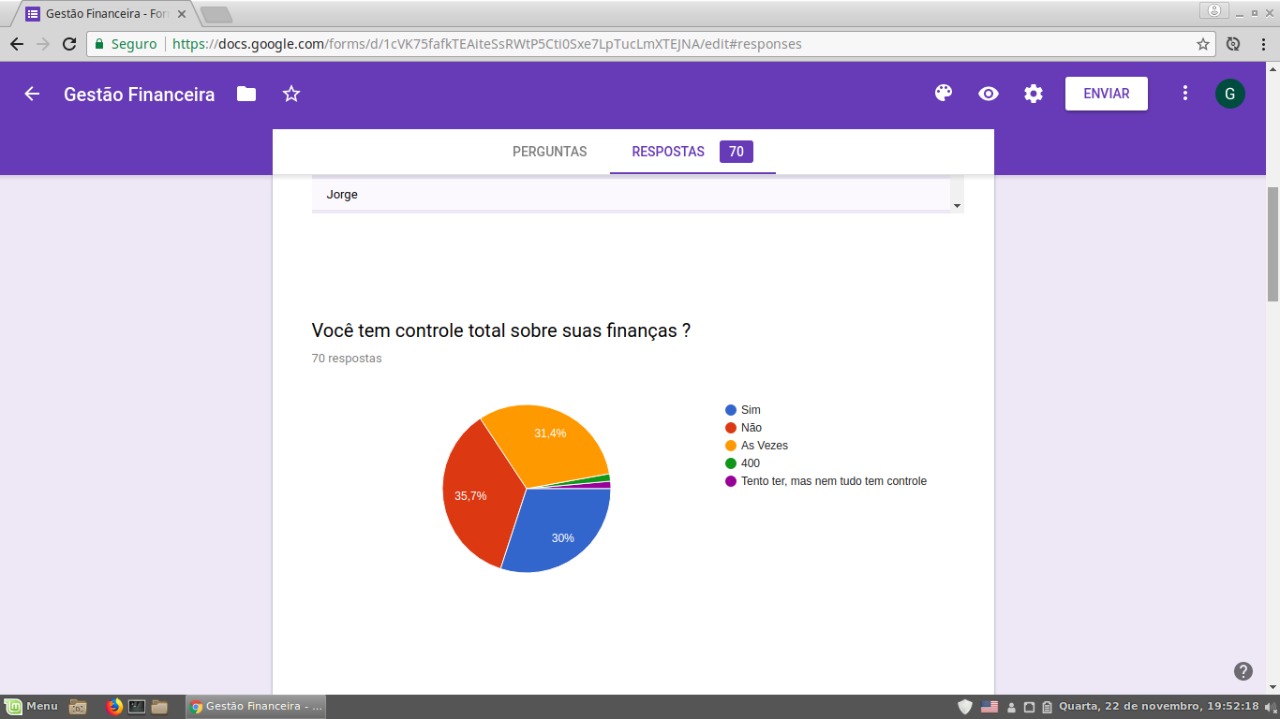 Gestão Financeira - For
Seguro
https://docs.google.com/forms/d/1cVK75fafkTEAiteSsRWtP5Cti0Sxe7LpTucLmXTEJNA/edit#responses
Gestão Financeira
ENVIAR
G
PERGUNTAS
RESPOSTAS
70
Jorge
Você tem controle total sobre suas finanças ?
70 respostas
31,4%
35,7%
30%
Sim
Não
As Vezes
400
Tento ter, mas nem tudo tem controle
Menu
Gestão Financeira - ...
Quarta, 22 de novembro, 19:52:18